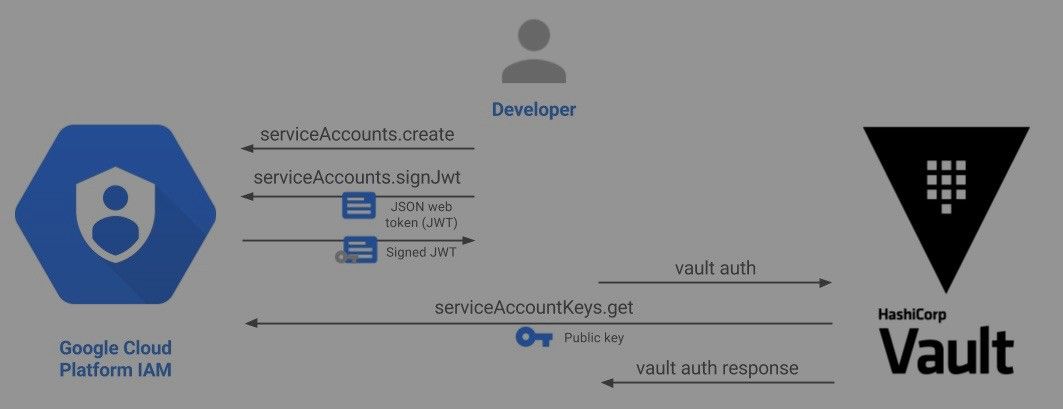 Developer
serviceAccounts.create
serviceAccounts.signJwt
JSON web
token (JWT)
Signed JWT
vault auth
serviceAccountKeys.get
Public key
vault auth response
Google Cloud
Platform IAM
HashiCorp
Vault